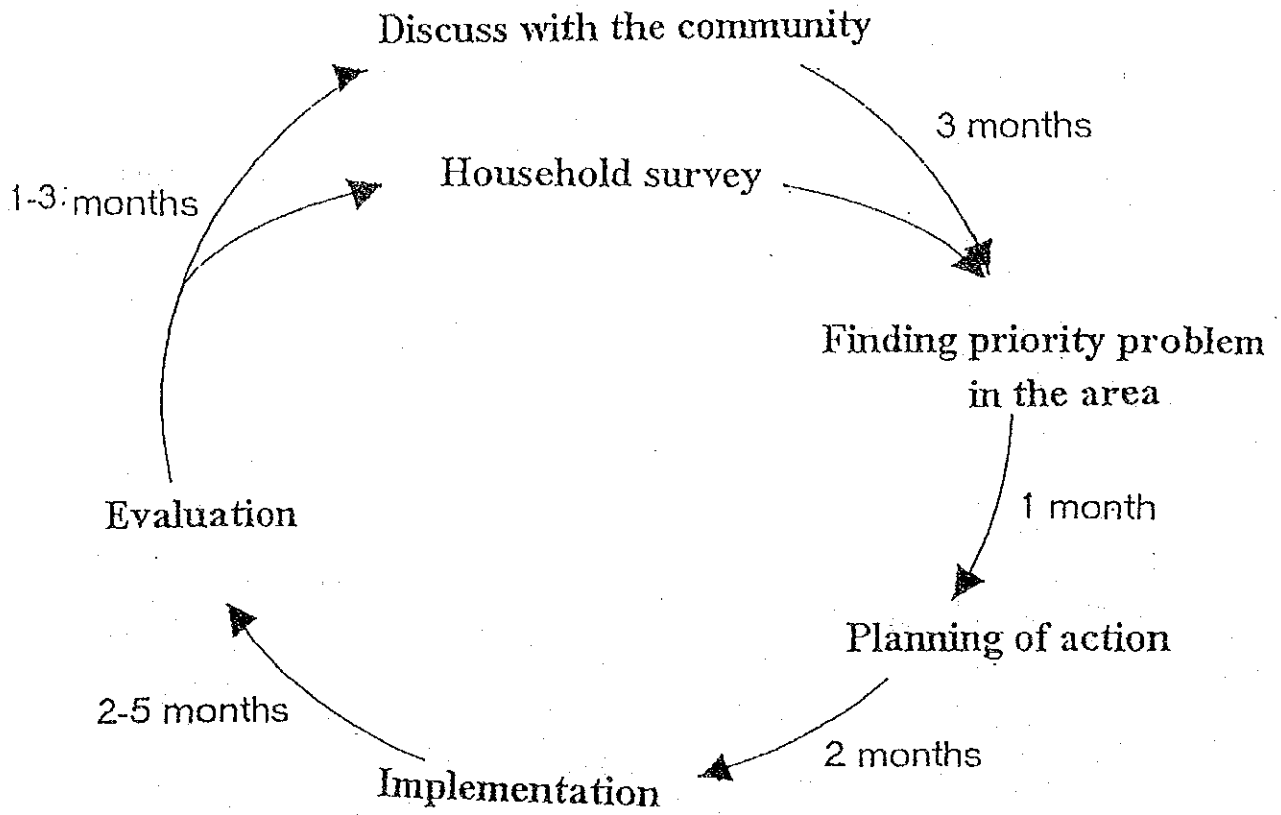 Discuss with the community
3 months
Household survey
1-3 months
Finding priority problem
in the area
Evaluation
1 month
Planning of action
2-5 months
2 months
Implementation